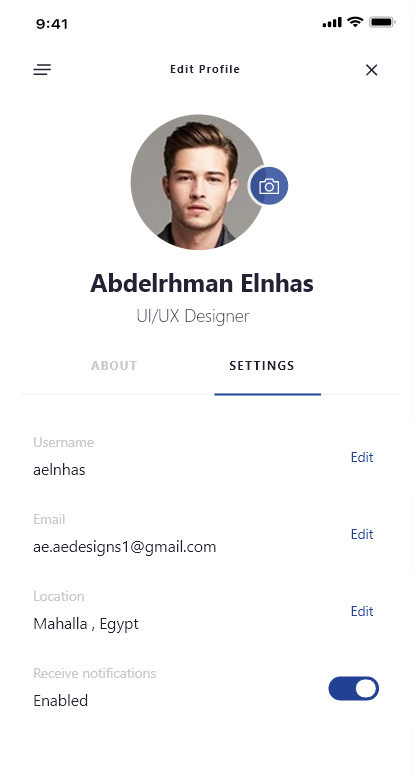 9:41
Edit Profile
Abdelrhman Elnhas
UI/UX Designer
ABOUT SETTINGS
Username
aelnhas
Edit
Email
ae.aedesigns1@gmail.com
Edit
Location
Mahalla , Egypt
Edit
Receive notifications
Enabled